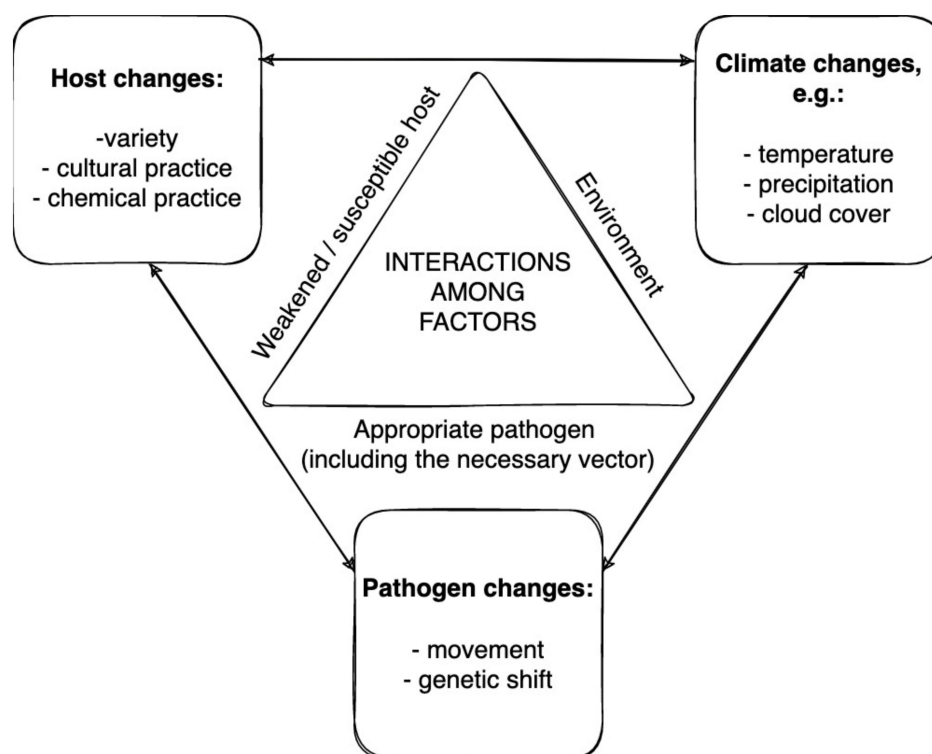 Host changes:
-variety
- cultural practice
- chemical practice
Climate changes,
e.g.:
- temperature
- precipitation
- cloud cover
Weakened / susceptible host
Environment
INTERACTIONS
AMONG
FACTORS
Appropriate pathogen
(including the necessary vector)
Pathogen changes:
- movement
- genetic shift